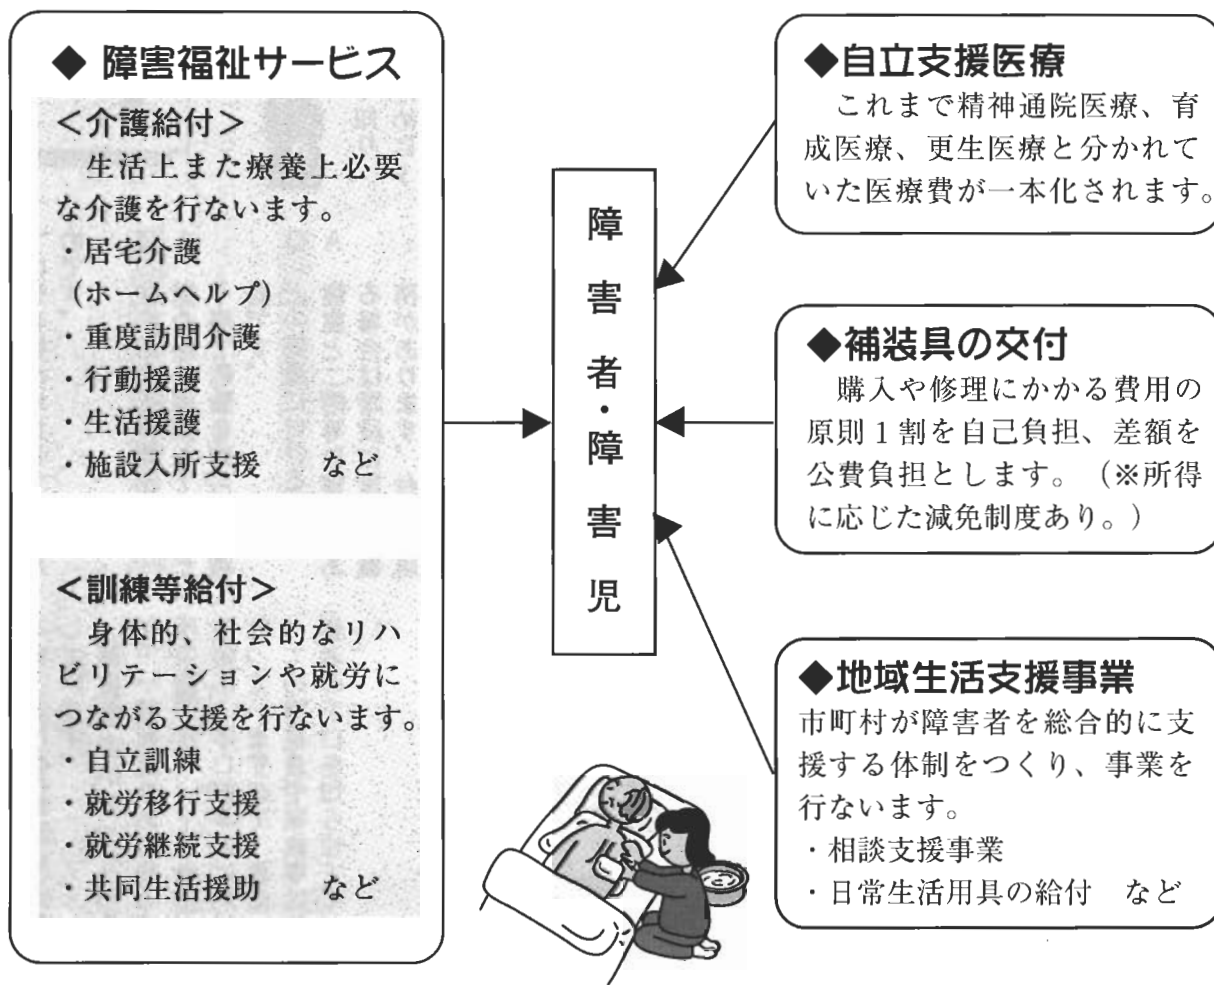 ◆ 障害福祉サービス
＜介護給付＞
生活上また療養上必要
な介護を行ないます。
・居宅介護
（ホームヘルプ）
・重度訪問介護
・行動援護
・生活援護
・施設入所支援　　など
＜訓練等給付＞
身体的、社会的なリハ
ビリテーションや就労に
つながる支援を行ないます。
・自立訓練
・就労移行支援
・就労継続支援
・共同生活援助　　など
障害者・障害児
◆自立支援医療
これまで精神通院医療、育
成医療、更生医療と分かれて
いた医療費が一本化されます。
◆補装具の交付
購入や修理にかかる費用の
原則１割を自己負担、差額を
公費負担とします。（※所得
に応じた減免制度あり。）
◆地域生活支援事業
市町村が障害者を総合的に支
援する体制をつくり、事業を
行ないます。
・相談支援事業
・日常生活用具の給付　など